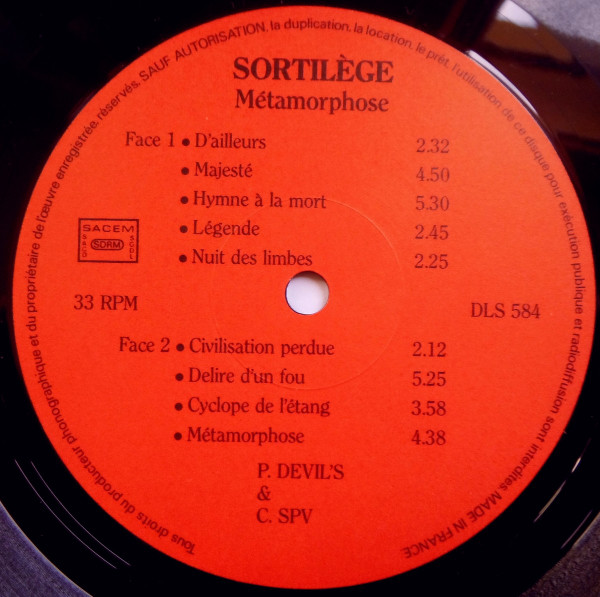 Tous droits du producteur phonographique et du propriétaire de l'œuvre enregistrée, réservés. SAUF AUTORISATION, la duplication, la location, le prêt, l'utilisation de ce disque pour exécution publique et radiodiffusion sont interdites. MADE IN FRANCE.
SORTILÈGE
Métamorphose
Face 1 • D'ailleurs 2.32
• Majesté 4.50
• Hymne à la mort 5.30
• Légende 2.45
• Nuit des limbes 2.25
SACEM
SACD SDRM SGDL
33 RPM DLS 584
Face 2 • Civilisation perdue 2.12
• Delire d'un fou 5.25
• Cyclope de l'étang 3.58
• Métamorphose 4.38
P. DEVIL'S
&
C. SPV